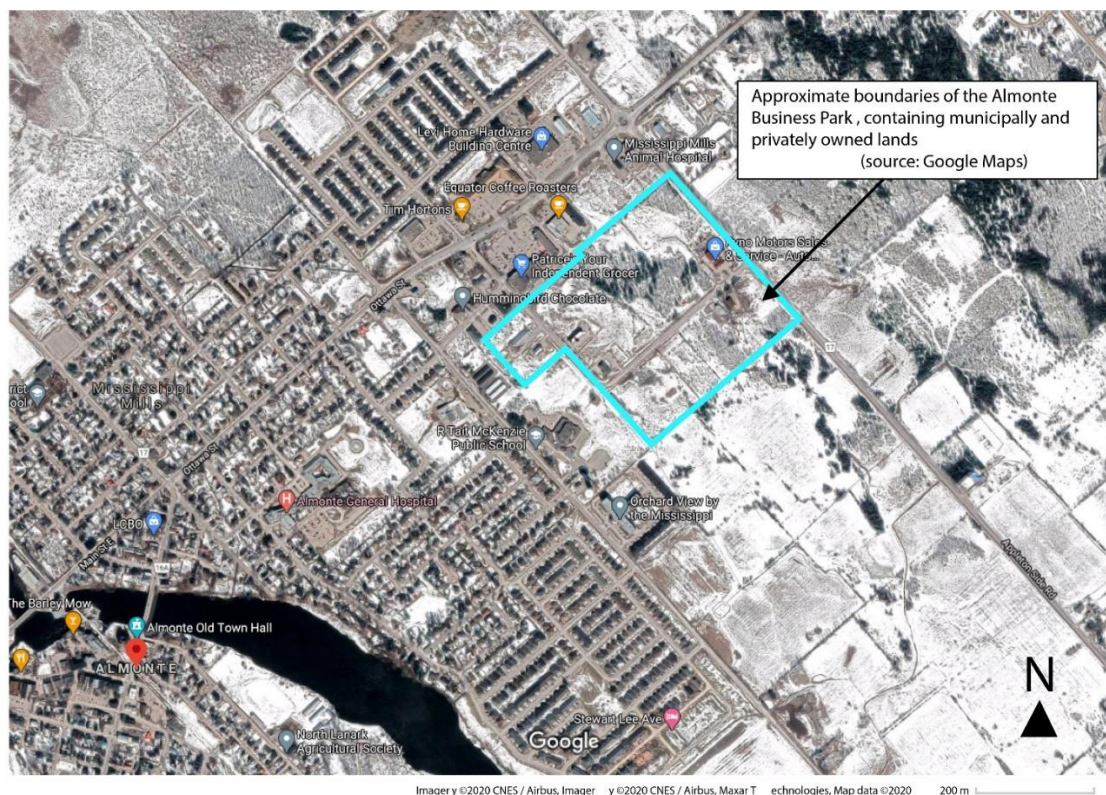 Approximate boundaries of the Almonte
Business Park , containing municipally and
privately owned lands
(source: Google Maps)
Levi Home Hardware
Building Centre
Mississippi Mills
Animal Hospital
Equator Coffee Roasters
Tim Hortons
Motors Sales
& Service - Auto...
Patrice's Your
Independent Grocer
Ottawa St
Hummingbird Chocolate
17
Mississippi
Mills
17
Ottawa St
R Tait McKenzie
Public School
Almonte General Hospital
Orchard View by
the Mississippi
LCBO
Main St E
16A
Appleton Side Rd
The Barley Mow
Almonte Old Town Hall
ALMONTE
N
Stewart Lee Ave
North Lanark
Agricultural Society
Google
Imager y ©2020 CNES / Airbus, Imager y ©2020 CNES / Airbus, Maxar T echnologies, Map data ©2020 200 m